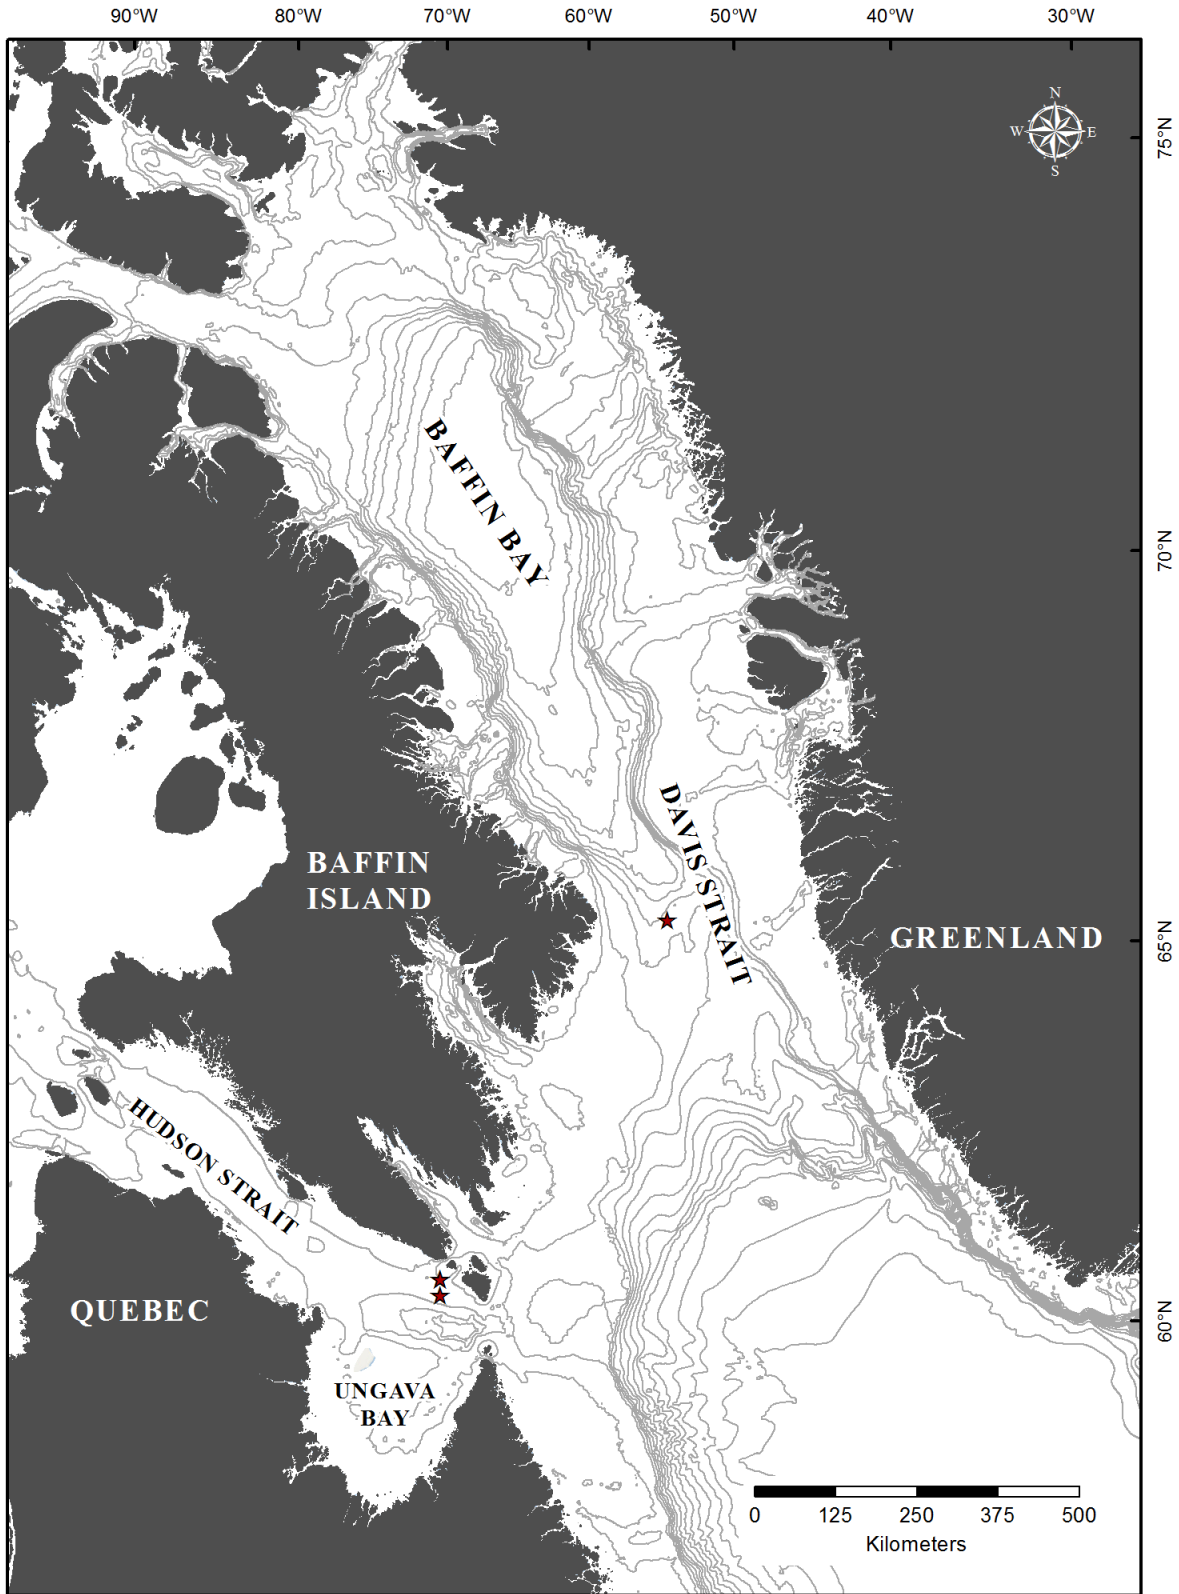 90°W 80°W 70°W 60°W 50°W 40°W 30°W
N
W E
S
75°N
BAFFIN BAY
70°N
DAVIS STRAIT
BAFFIN
ISLAND
GREENLAND
65°N
HUDSON STRAIT
QUEBEC
60°N
UNGAVA
BAY
0 125 250 375 500
Kilometers